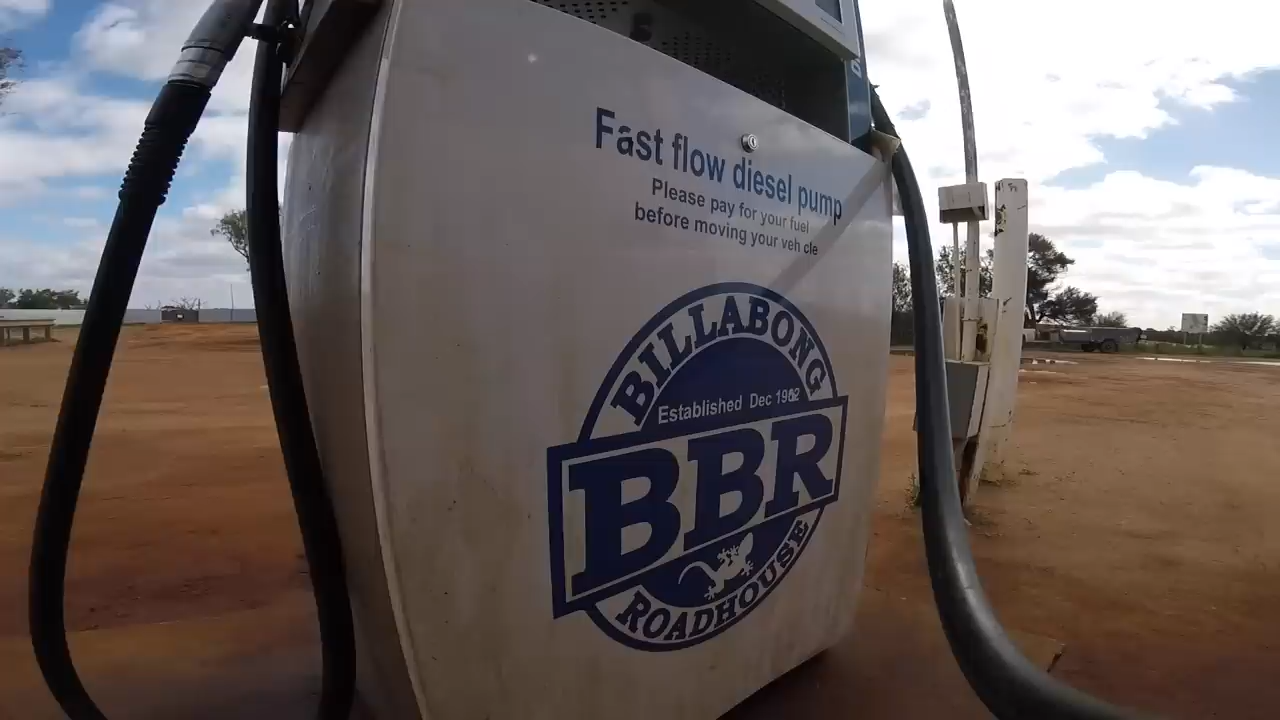 Fast flow diesel pump
Please pay for your fuel
before moving your veh cle
BILLABONG
Established Dec 1962
BBR
ROADHOUSE